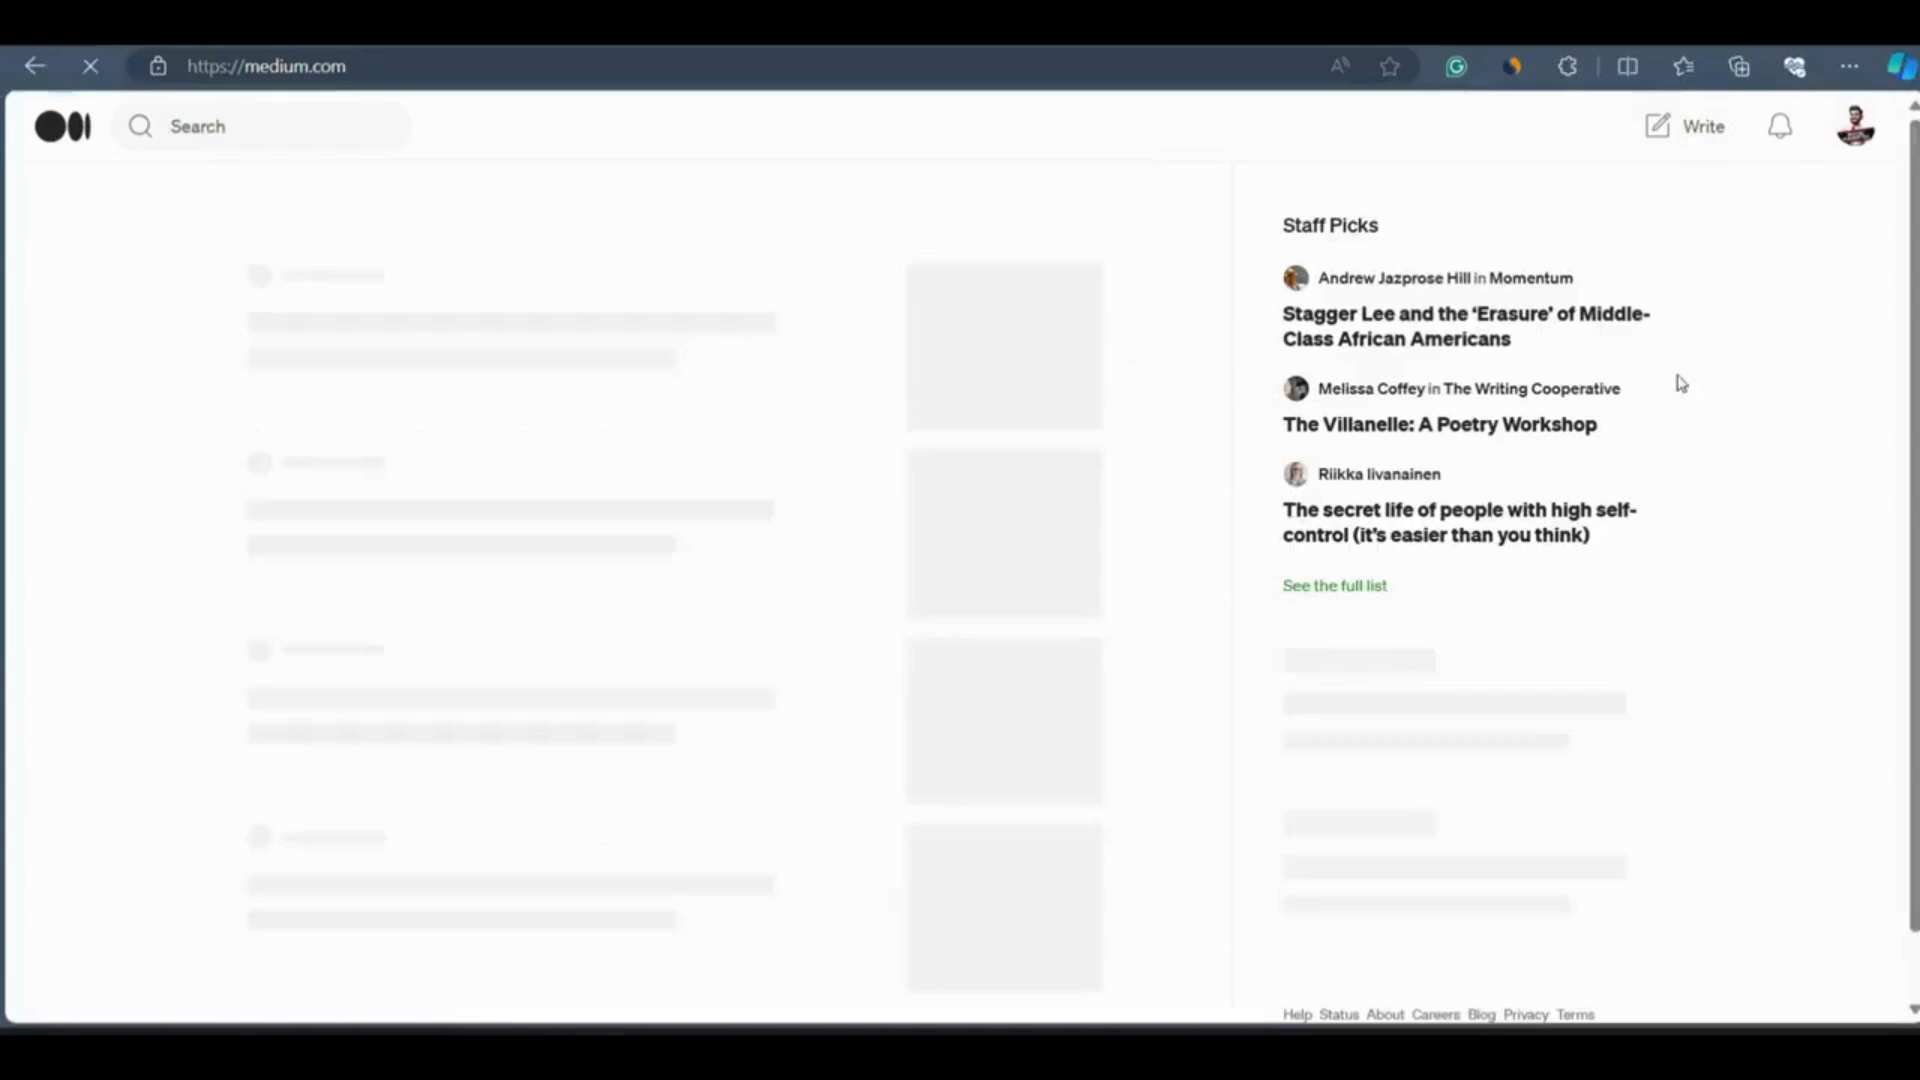 https://medium.com
Search
Write
Staff Picks
Andrew Jazprose Hill in Momentum
Stagger Lee and the ‘Erasure’ of Middle-
Class African Americans
Melissa Coffey in The Writing Cooperative
The Villanelle: A Poetry Workshop
Riikka Iivanainen
The secret life of people with high self-
control (it's easier than you think)
See the full list
Help Status About Careers Blog Privacy Terms